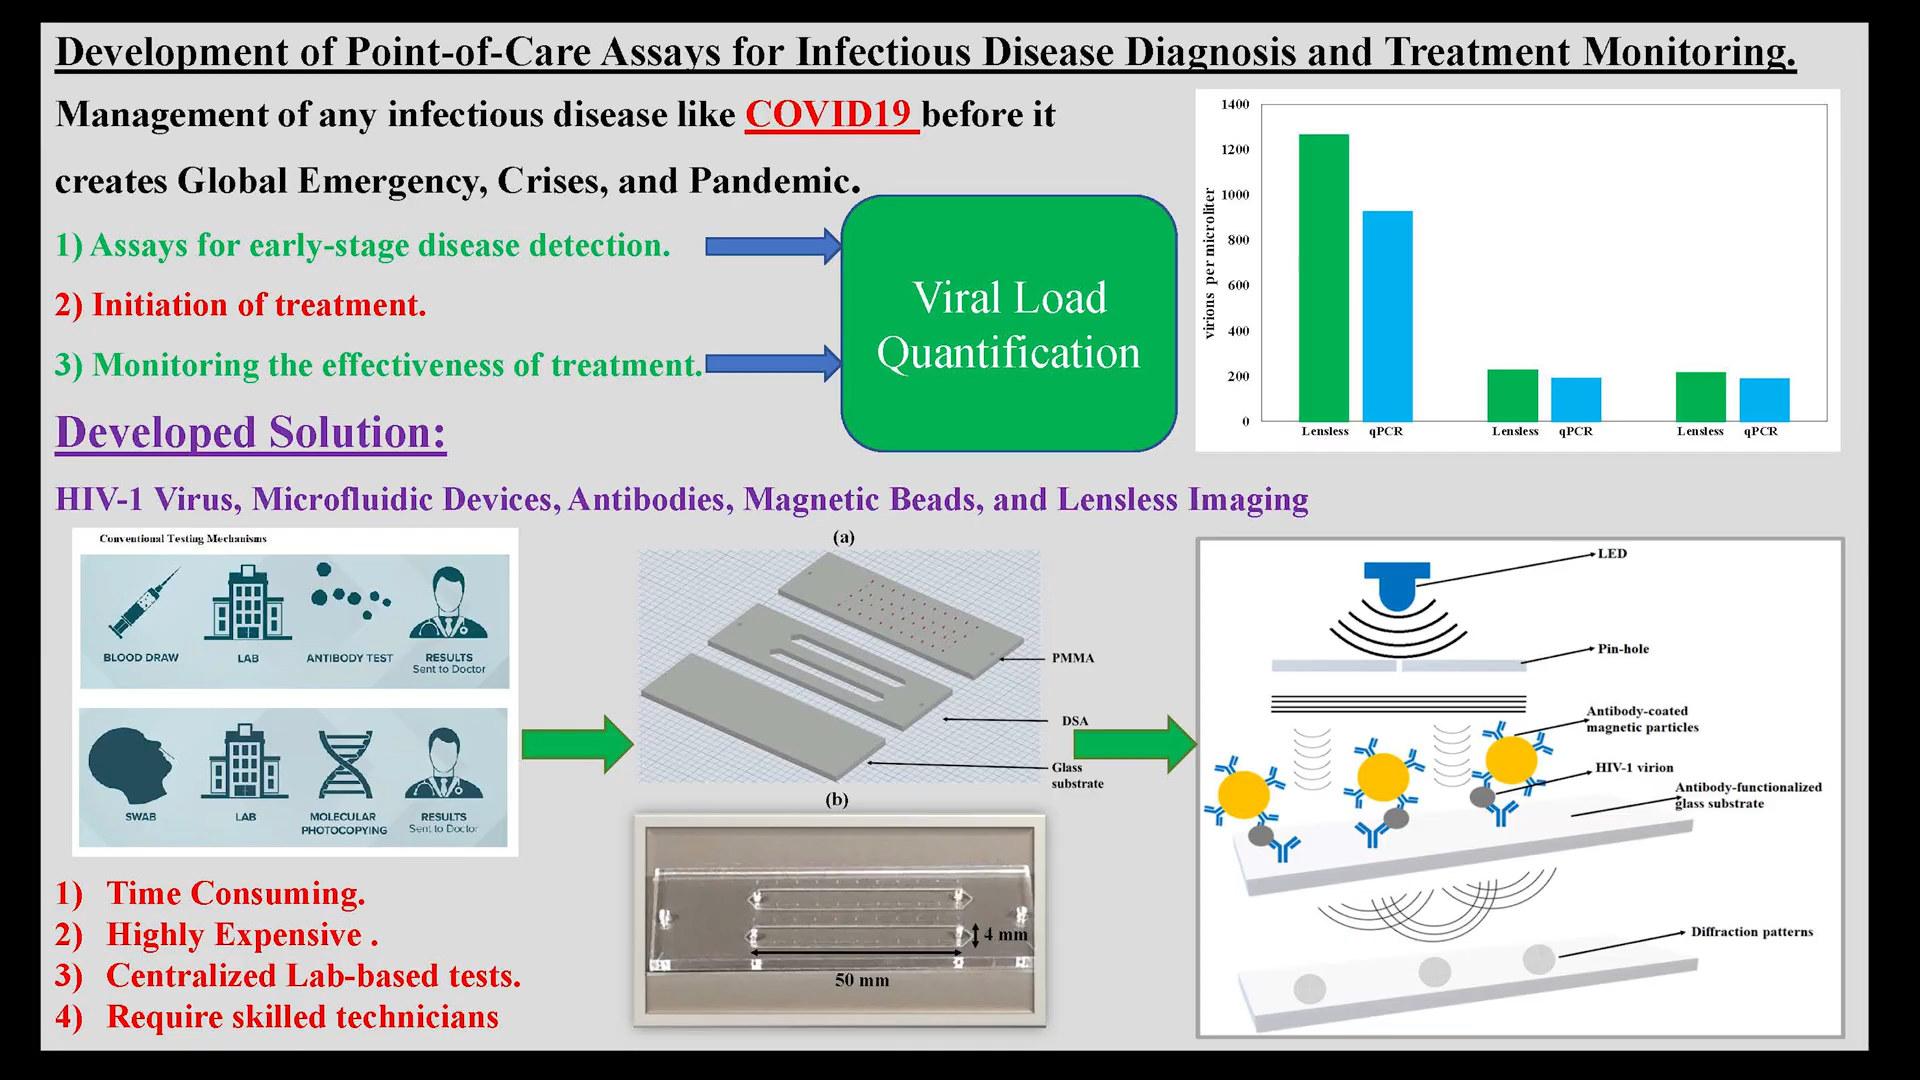 Development of Point-of-Care Assays for Infectious Disease Diagnosis and Treatment Monitoring.
Management of any infectious disease like COVID19 before it
creates Global Emergency, Crises, and Pandemic.
1) Assays for early-stage disease detection.
2) Initiation of treatment.
3) Monitoring the effectiveness of treatment.
Viral Load
Quantification
virions per microliter
1400
1200
1000
800
600
400
200
0
Lensless qPCR Lensless qPCR Lensless qPCR
Developed Solution:
HIV-1 Virus, Microfluidic Devices, Antibodies, Magnetic Beads, and Lensless Imaging
Conventional Testing Mechanisms
BLOOD DRAW LAB ANTIBODY TEST RESULTS
Sent to Doctor
SWAB LAB MOLECULAR RESULTS
PHOTOCOPYING Sent to Doctor
1) Time Consuming.
2) Highly Expensive .
3) Centralized Lab-based tests.
4) Require skilled technicians
(a)
PMMA
DSA
Glass
substrate
(b)
4 mm
50 mm
LED
Pin-hole
Antibody-coated
magnetic particles
HIV-1 virion
Antibody-functionalized
glass substrate
Diffraction patterns